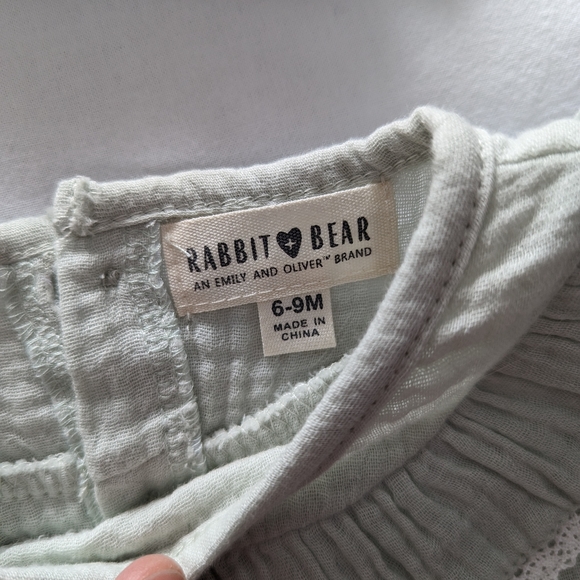 RABBIT BEAR
AN EMILY AND OLIVER™ BRAND
6-9M
MADE IN
CHINA